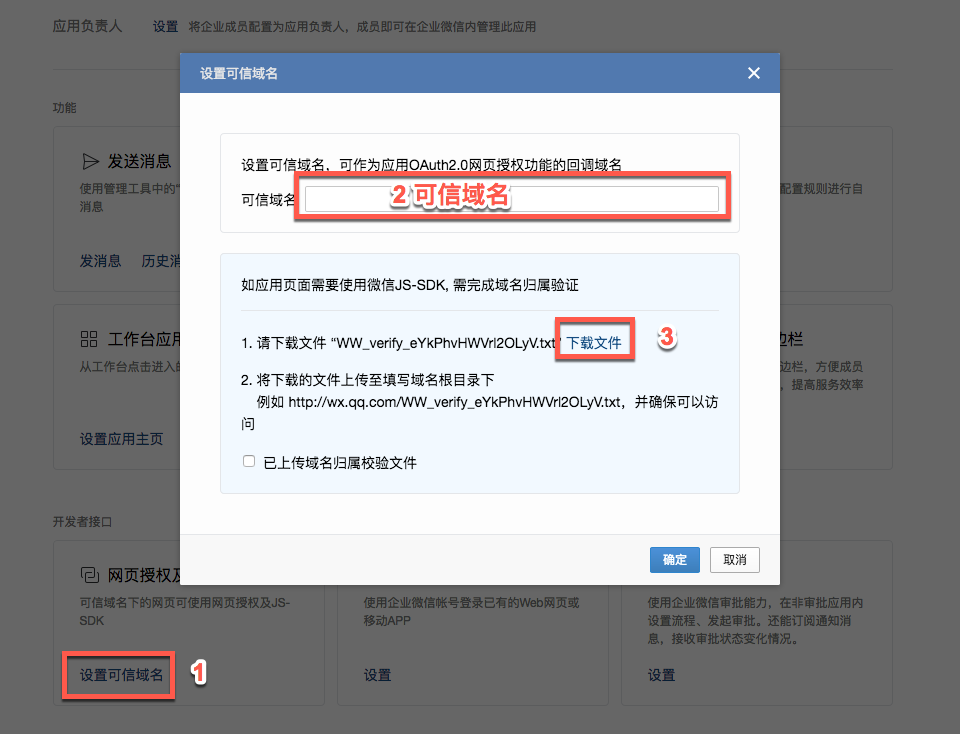 应用负责人 设置 将企业成员配置为应用负责人，成员即可在企业微信内管理此应用
设置可信域名
功能
发送消息
使用管理工具中的"
消息
配置规则进行自
发消息 历史消
设置可信域名，可作为应用OAuth2.0网页授权功能的回调域名
可信域名
2 可信域名
如应用页面需要使用微信JS-SDK, 需完成域名归属验证
1. 请下载文件 “WW_verify_eYkPhvHWVrl2OLyV.txt” 下载文件
3
2. 将下载的文件上传至填写域名根目录下
例如 http://wx.qq.com/WW_verify_eYkPhvHWVrl2OLyV.txt，并确保可以访
问
已上传域名归属校验文件
工作台应用
从工作台点击进入的
设置应用主页
边栏
边栏，方便成员
，提高服务效率
确定 取消
开发者接口
网页授权及
可信域名下的网页可使用网页授权及JS-
SDK
设置可信域名
1
使用企业微信帐号登录已有的Web网页或
移动APP
设置
使用企业微信审批能力，在非审批应用内
设置流程、发起审批。还能订阅通知消
息，接收审批状态变化情况。
设置